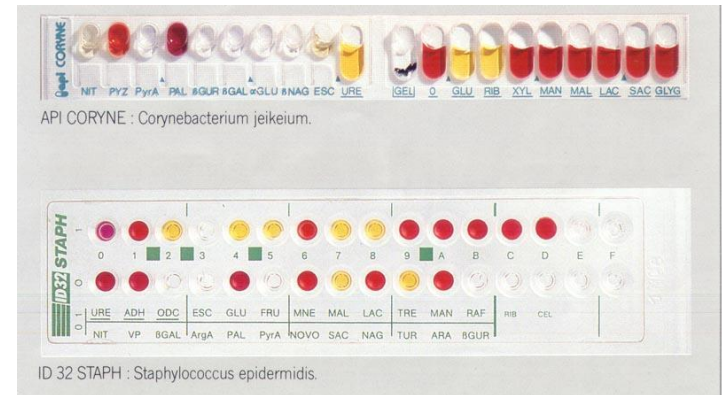 api CORYNE
NIT PYZ PyrA PAL βGUR βGAL αGLU βNAG ESC URE |GEL| 0 GLU RIB XYL MAN MAL LAC SAC GLYG
API CORYNE : Corynebacterium jeikeium.
ID32 STAPH
1
0 1 2 3 4 5 6 7 8 9 A B C D E F
0
1 URE ADH ODC ESC GLU FRU MNE MAL LAC TRE MAN RAF RIB CEL
0 NIT VP βGAL ArgA PAL PyrA NOVO SAC NAG TUR ARA βGUR
ID 32 STAPH : Staphylococcus epidermidis.